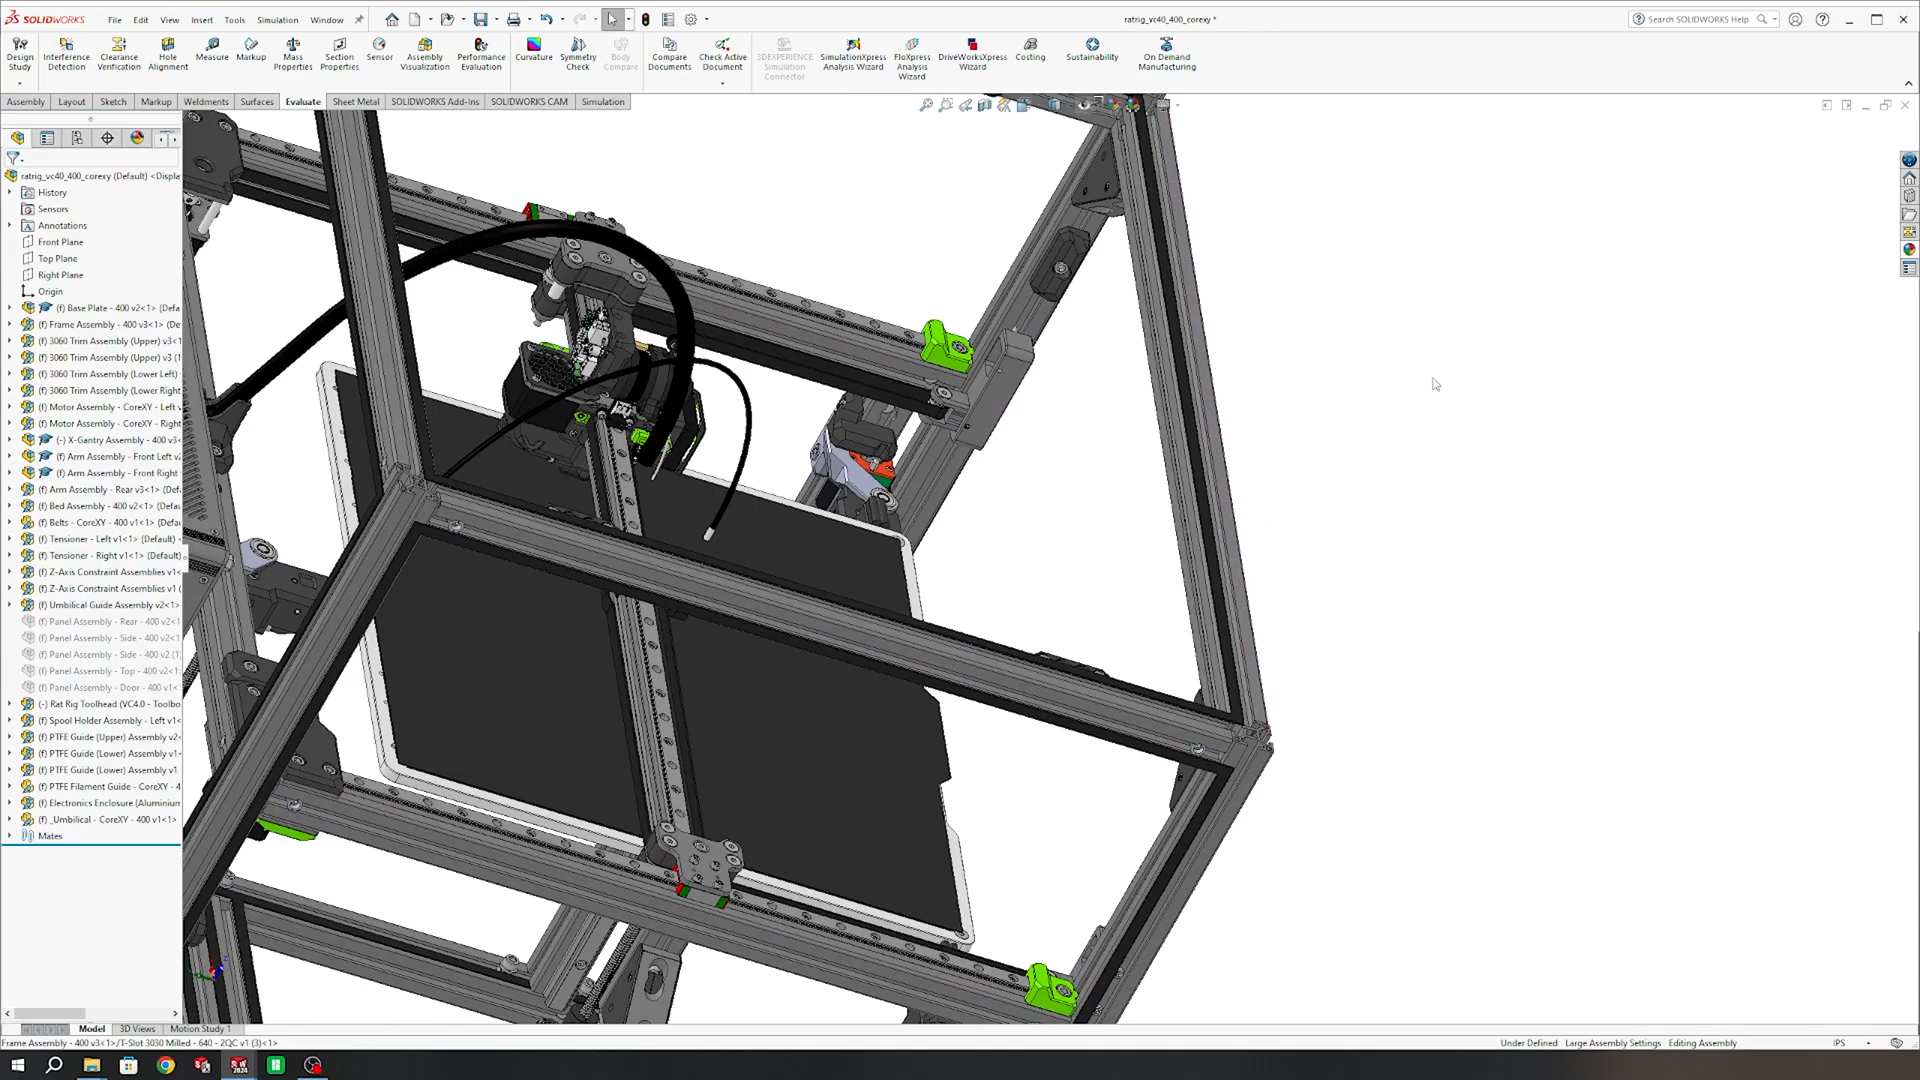 SOLIDWORKS File Edit View Insert Tools Simulation Window
ratrig_vc40_400_corexy *
Search SOLIDWORKS Help
Design Study
Interference Detection
Clearance Verification
Hole Alignment
Measure
Markup
Mass Properties
Section Properties
Sensor
Assembly Visualization
Performance Evaluation
Curvature
Symmetry Check
Body Compare
Compare Documents
Check Active Document
3DEXPERIENCE Simulation Connector
SimulationXpress Analysis Wizard
FloXpress Analysis Wizard
DriveWorksXpress Wizard
Costing
Sustainability
On Demand Manufacturing
Assembly Layout Sketch Markup Weldments Surfaces Evaluate Sheet Metal SOLIDWORKS Add-Ins SOLIDWORKS CAM Simulation
ratrig_vc40_400_corexy (Default) <Displa
History
Sensors
Annotations
Front Plane
Top Plane
Right Plane
Origin
(f) Base Plate - 400 v2<1> (Defa
(f) Frame Assembly - 400 v3<1> (De
(f) 3060 Trim Assembly (Upper) v3<1
(f) 3060 Trim Assembly (Upper) v3 (1
(f) 3060 Trim Assembly (Lower Left)
(f) 3060 Trim Assembly (Lower Right
(f) Motor Assembly - CoreXY - Left v
(f) Motor Assembly - CoreXY - Right
(-) X-Gantry Assembly - 400 v3<
(f) Arm Assembly - Front Left v2
(f) Arm Assembly - Front Right
(f) Arm Assembly - Rear v3<1> (Defa
(f) Bed Assembly - 400 v2<1> (Defau
(f) Belts - CoreXY - 400 v1<1> (Defau
(f) Tensioner - Left v1<1> (Default) <
(f) Tensioner - Right v1<1> (Default)
(f) Z-Axis Constraint Assemblies v1<
(f) Z-Axis Constraint Assemblies v1 (
(f) Umbilical Guide Assembly v2<1>
(f) Panel Assembly - Rear - 400 v2<1
(f) Panel Assembly - Side - 400 v2<1
(f) Panel Assembly - Side - 400 v2 (1)
(f) Panel Assembly - Top - 400 v2<1>
(f) Panel Assembly - Door - 400 v1<
(-) Rat Rig Toolhead (VC4.0 - Toolbo
(f) Spool Holder Assembly - Left v1<
(f) PTFE Guide (Upper) Assembly v2<
(f) PTFE Guide (Lower) Assembly v1<
(f) PTFE Guide (Lower) Assembly v1
(f) PTFE Filament Guide - CoreXY - 4
(f) Electronics Enclosure (Aluminium
(f) _Umbilical - CoreXY - 400 v1<1>
Mates
Model 3D Views Motion Study 1
Frame Assembly - 400 v3<1>/T-Slot 3030 Milled - 640 - 2QC v1 (3)<1>
Under Defined Large Assembly Settings Editing Assembly IPS